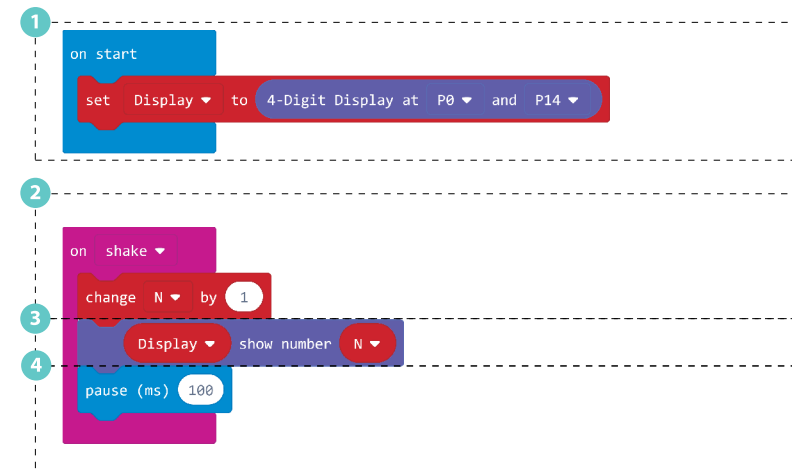 1
on start
set Display to 4-Digit Display at P0 and P14
2
on shake
change N by 1
3
Display show number N
4
pause (ms) 100